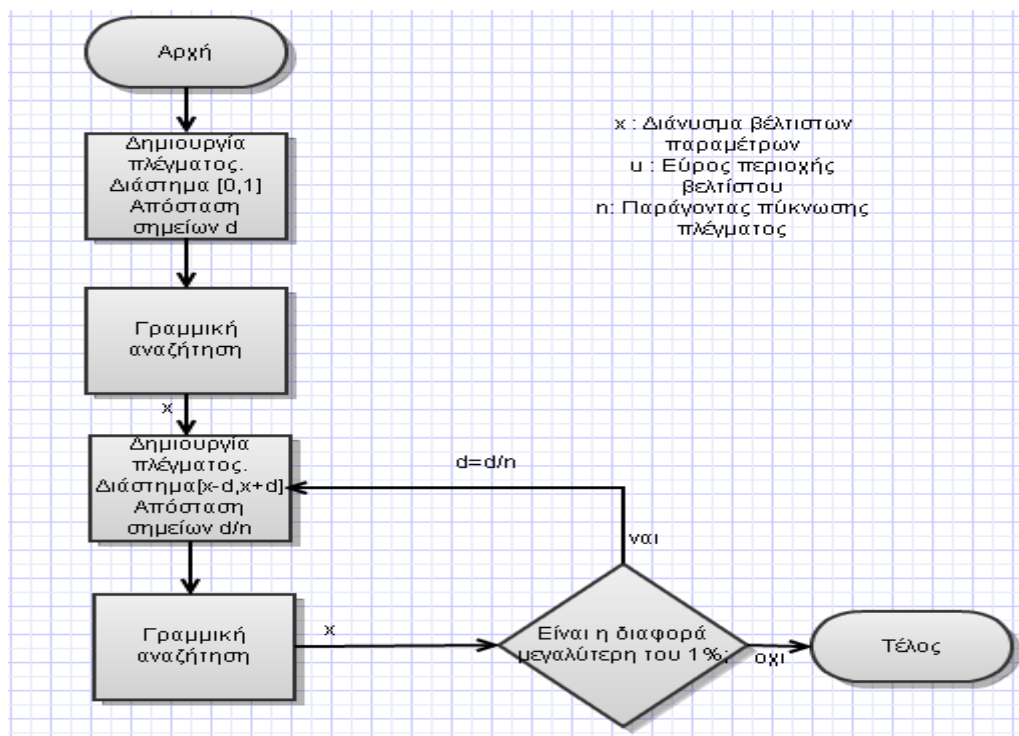 Αρχή
Δημιουργία
πλέγματος.
Διάστημα [0,1]
Απόσταση
σημείων d
x : Διάνυσμα βέλτιστων
παραμέτρων
u : Εύρος περιοχής
βελτίστου
n: Παράγοντας πύκνωσης
πλέγματος
Γραμμική
αναζήτηση
x
Δημιουργία
πλέγματος.
Διάστημα[x-d,x+d]
Απόσταση
σημείων d/n
d=d/n
ναι
Γραμμική
αναζήτηση
x
Είναι η διαφορά
μεγαλύτερη του 1%;
οχι
Τέλος